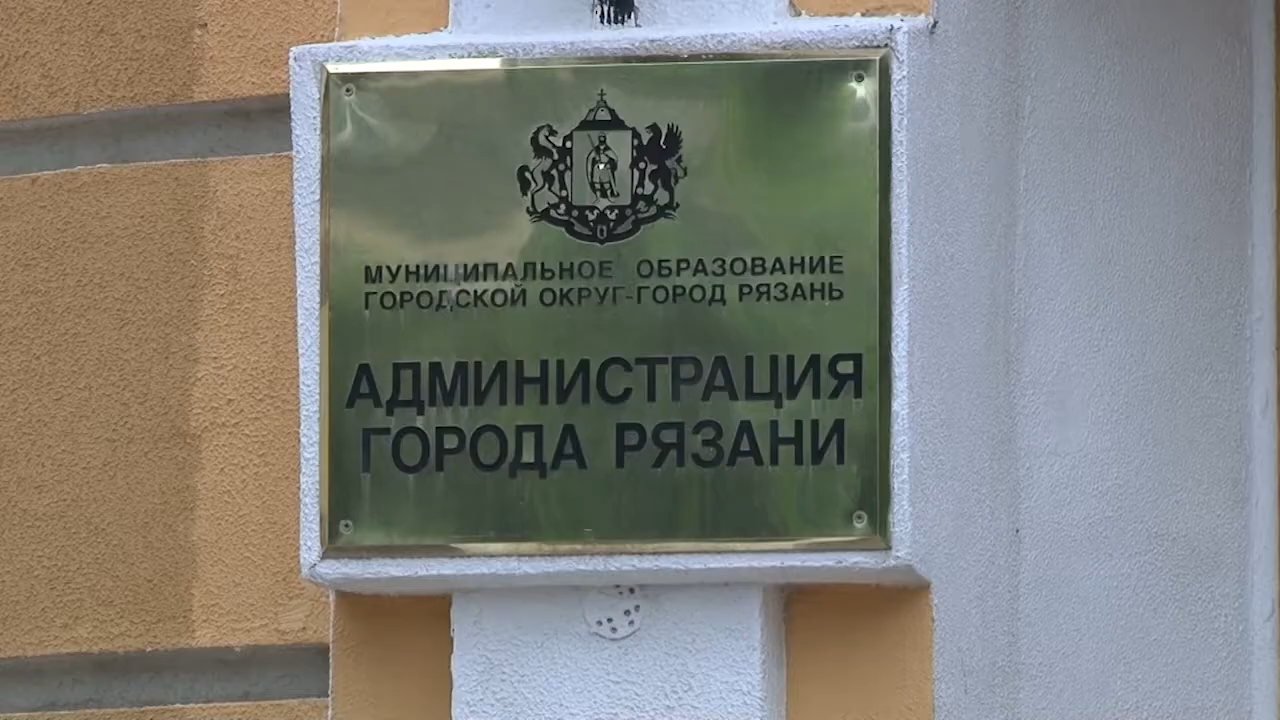 МУНИЦИПАЛЬНОЕ ОБРАЗОВАНИЕ
ГОРОДСКОЙ ОКРУГ-ГОРОД РЯЗАНЬ
АДМИНИСТРАЦИЯ
ГОРОДА РЯЗАНИ